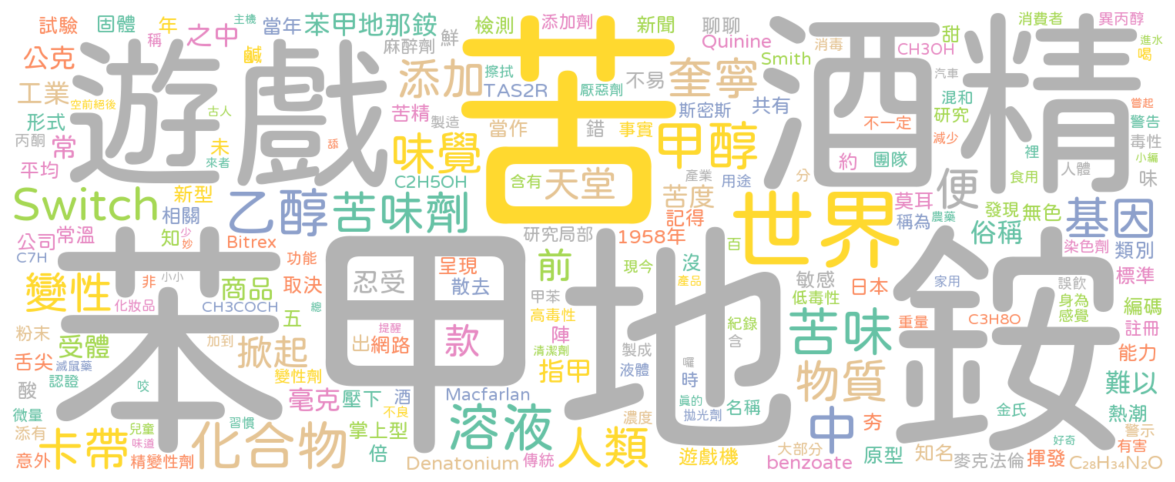 試驗
固體
年
稱
之中
當年
主機
苯甲地那銨
鮮
檢測
添加劑
新聞
聊聊
消毒
消費者
異丙醇
公克
鹹
麻醉劑
Quinine
Smith
CH3OH
甜
進水
喝
工業
空前絕後
遊戲
添加
擦拭
TAS2R
厭惡劑
不易
奎寧
酒精
汽車
混和
嘗起
形式
古人
苦精
製造
苦
斯密斯
共有
研究
警告
丙酮
常
未
來者
舔
味覺
當作
錯
事實
甲醇
不一定
減少
毒性
平均
約
團隊
裡
小編
C2H5OH
含有
天堂
產業
苦度
用途
分
便
食用
人體
味
Switch
新型
相關
乙醇
苦味劑
記得
世界
莫耳
稱為
農藥
發現
無色
基因
公司
常溫
知
少
妙
Bitrex
功能
研究局部
1958年
百
俗稱
染色劑
類別
C7H
非
小小
忍受
呈現
散去
前
現今
沒
產品
敏感
日本
家用
誤飲
標準
變性
化妝品
商品
取決
CH3COCH
總
甲苯
高毒性
低毒性
重量
C3H8O
身為
感覺
編碼
註冊
粉末
受體
五
加到
提醒
出
網路
款
陣
清潔劑
紀錄
含
苦味
能力
舌尖
滅鼠藥
掀起
苯甲地銨
製成
囑
認證
變性劑
指甲
液體
時
真的
物質
難以
酸
咬
毫克
壓下
酒
Macfarlan
拋光劑
名稱
金氏
熱潮
微量
兒童
習慣
不良
溶液
濃度
中
夯
添有
味道
掌上型
好奇
警示
意外
卡帶
精變性劑
化合物
倍
Denatonium
傳統
人類
遊戲機
大部分
benzoate
原型
知名
麥克法倫
揮發
有害
C₂₈H₃₄N₂O